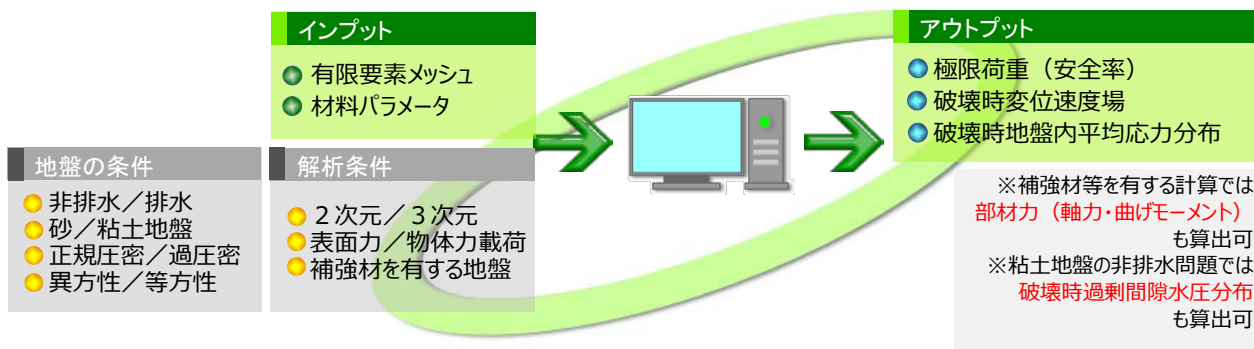 インプット
有限要素メッシュ
材料パラメータ
地盤の条件
非排水／排水
砂／粘土地盤
正規圧密／過圧密
異方性／等方性
解析条件
２次元／３次元
表面力／物体力載荷
補強材を有する地盤
アウトプット
極限荷重（安全率）
破壊時変位速度場
破壊時地盤内平均応力分布
※補強材等を有する計算では
部材力（軸力・曲げモーメント）
も算出可
※粘土地盤の非排水問題では
破壊時過剰間隙水圧分布
も算出可